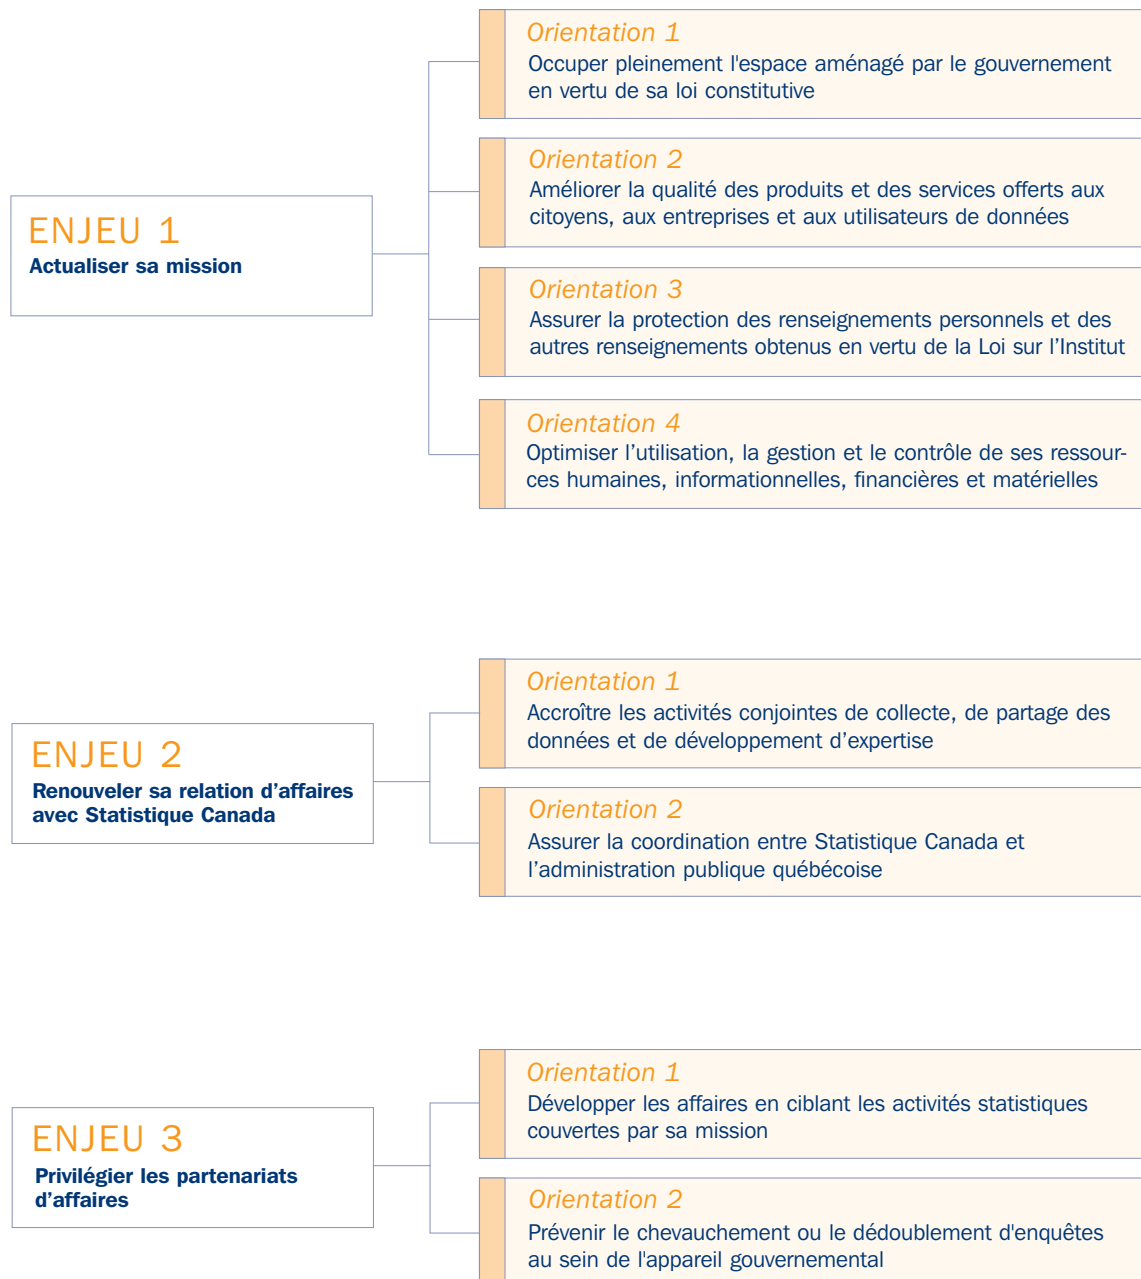 ENJEU 1
Actualiser sa mission
Orientation 1
Occuper pleinement l'espace aménagé par le gouvernement
en vertu de sa loi constitutive
Orientation 2
Améliorer la qualité des produits et des services offerts aux
citoyens, aux entreprises et aux utilisateurs de données
Orientation 3
Assurer la protection des renseignements personnels et des
autres renseignements obtenus en vertu de la Loi sur l’Institut
Orientation 4
Optimiser l’utilisation, la gestion et le contrôle de ses ressour-
ces humaines, informationnelles, financières et matérielles
ENJEU 2
Renouveler sa relation d’affaires
avec Statistique Canada
Orientation 1
Accroître les activités conjointes de collecte, de partage des
données et de développement d’expertise
Orientation 2
Assurer la coordination entre Statistique Canada et
l’administration publique québécoise
ENJEU 3
Privilégier les partenariats
d’affaires
Orientation 1
Développer les affaires en ciblant les activités statistiques
couvertes par sa mission
Orientation 2
Prévenir le chevauchement ou le dédoublement d'enquêtes
au sein de l'appareil gouvernemental